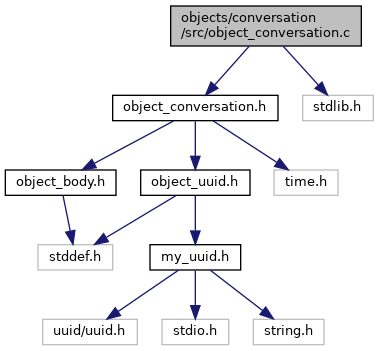 objects/conversation
/src/object_conversation.c
object_conversation.h
stdlib.h
object_body.h
object_uuid.h
time.h
stddef.h
my_uuid.h
uuid/uuid.h
stdio.h
string.h